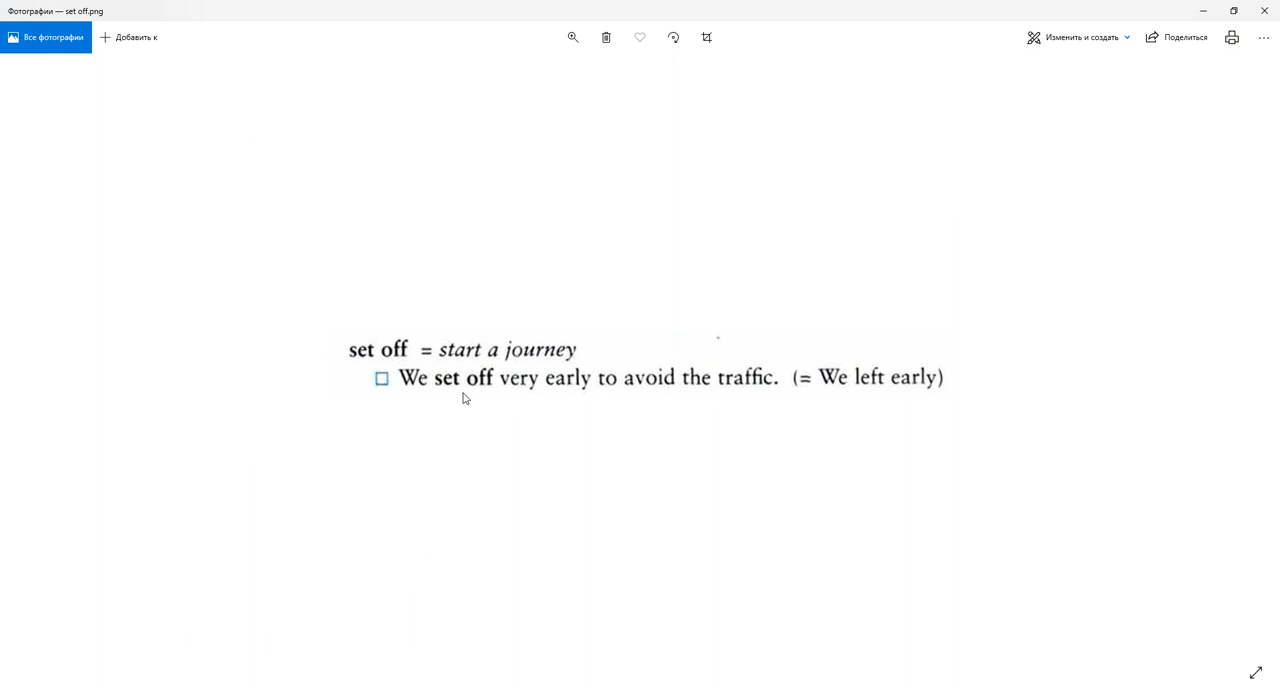 Фотографии — set off.png
Все фотографии
Добавить к
Изменить и создать
Поделиться
set off = start a journey
We set off very early to avoid the traffic. (= We left early)